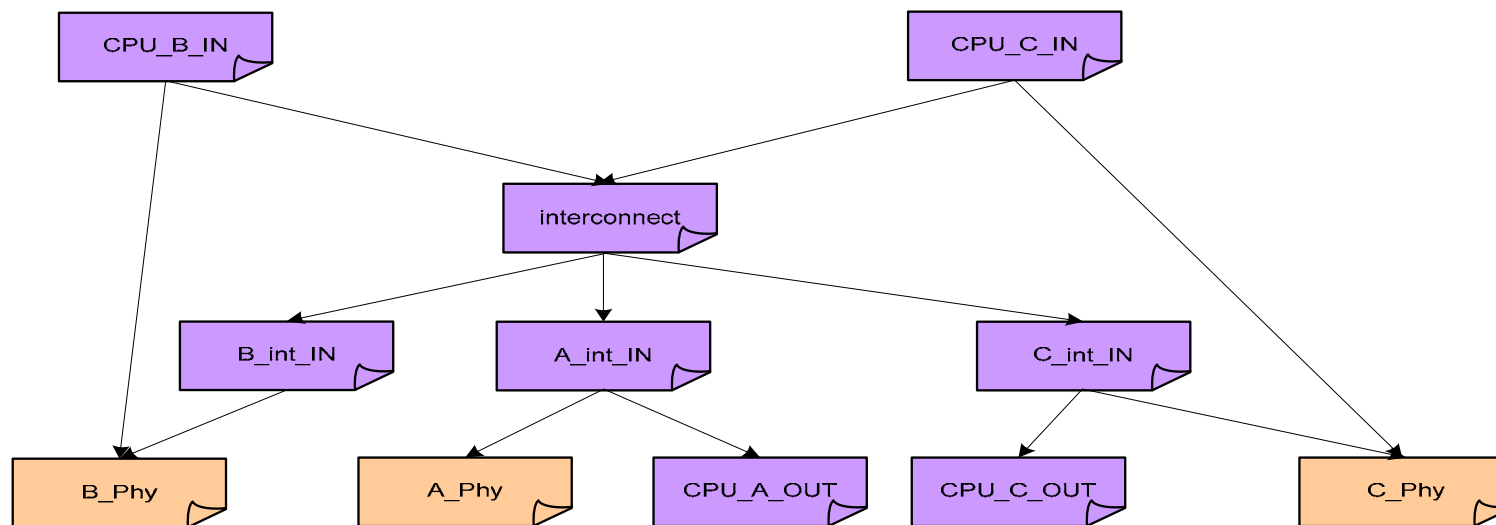 CPU_B_IN
CPU_C_IN
interconnect
B_int_IN
A_int_IN
C_int_IN
B_Phy
A_Phy
CPU_A_OUT
CPU_C_OUT
C_Phy